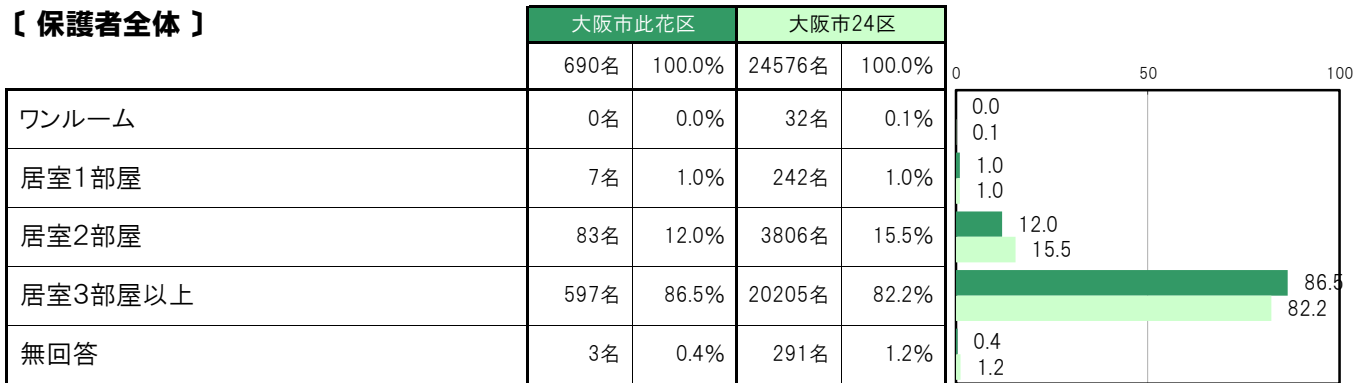 〔 保護者全体 〕
大阪市此花区 大阪市24区
690名 100.0% 24576名 100.0%
0 50 100
ワンルーム 0名 0.0% 32名 0.1% 0.0
0.1
居室1部屋 7名 1.0% 242名 1.0% 1.0
1.0
居室2部屋 83名 12.0% 3806名 15.5% 12.0
15.5
居室3部屋以上 597名 86.5% 20205名 82.2% 86.5
82.2
無回答 3名 0.4% 291名 1.2% 0.4
1.2